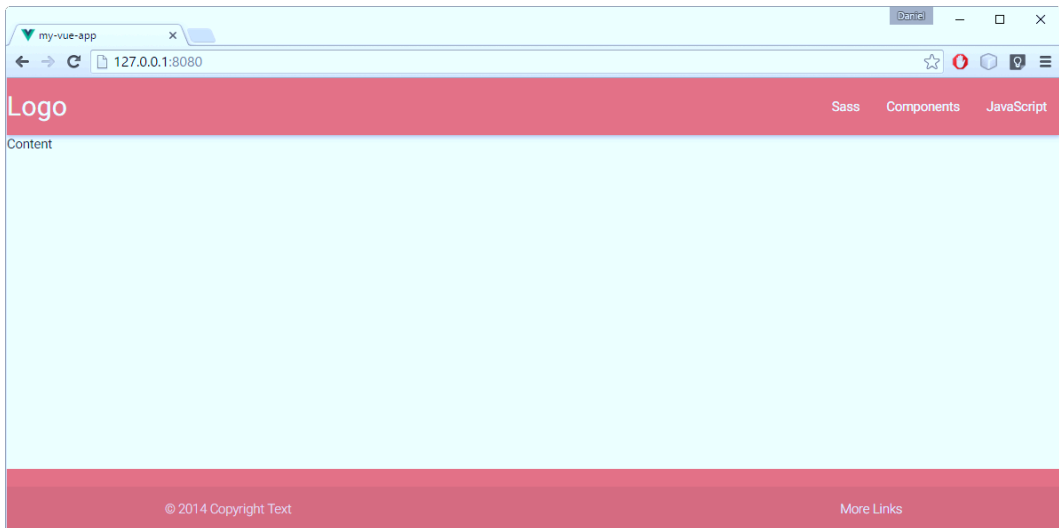 Daniel
my-vue-app
127.0.0.1:8080
Logo
Sass Components JavaScript
Content
© 2014 Copyright Text More Links